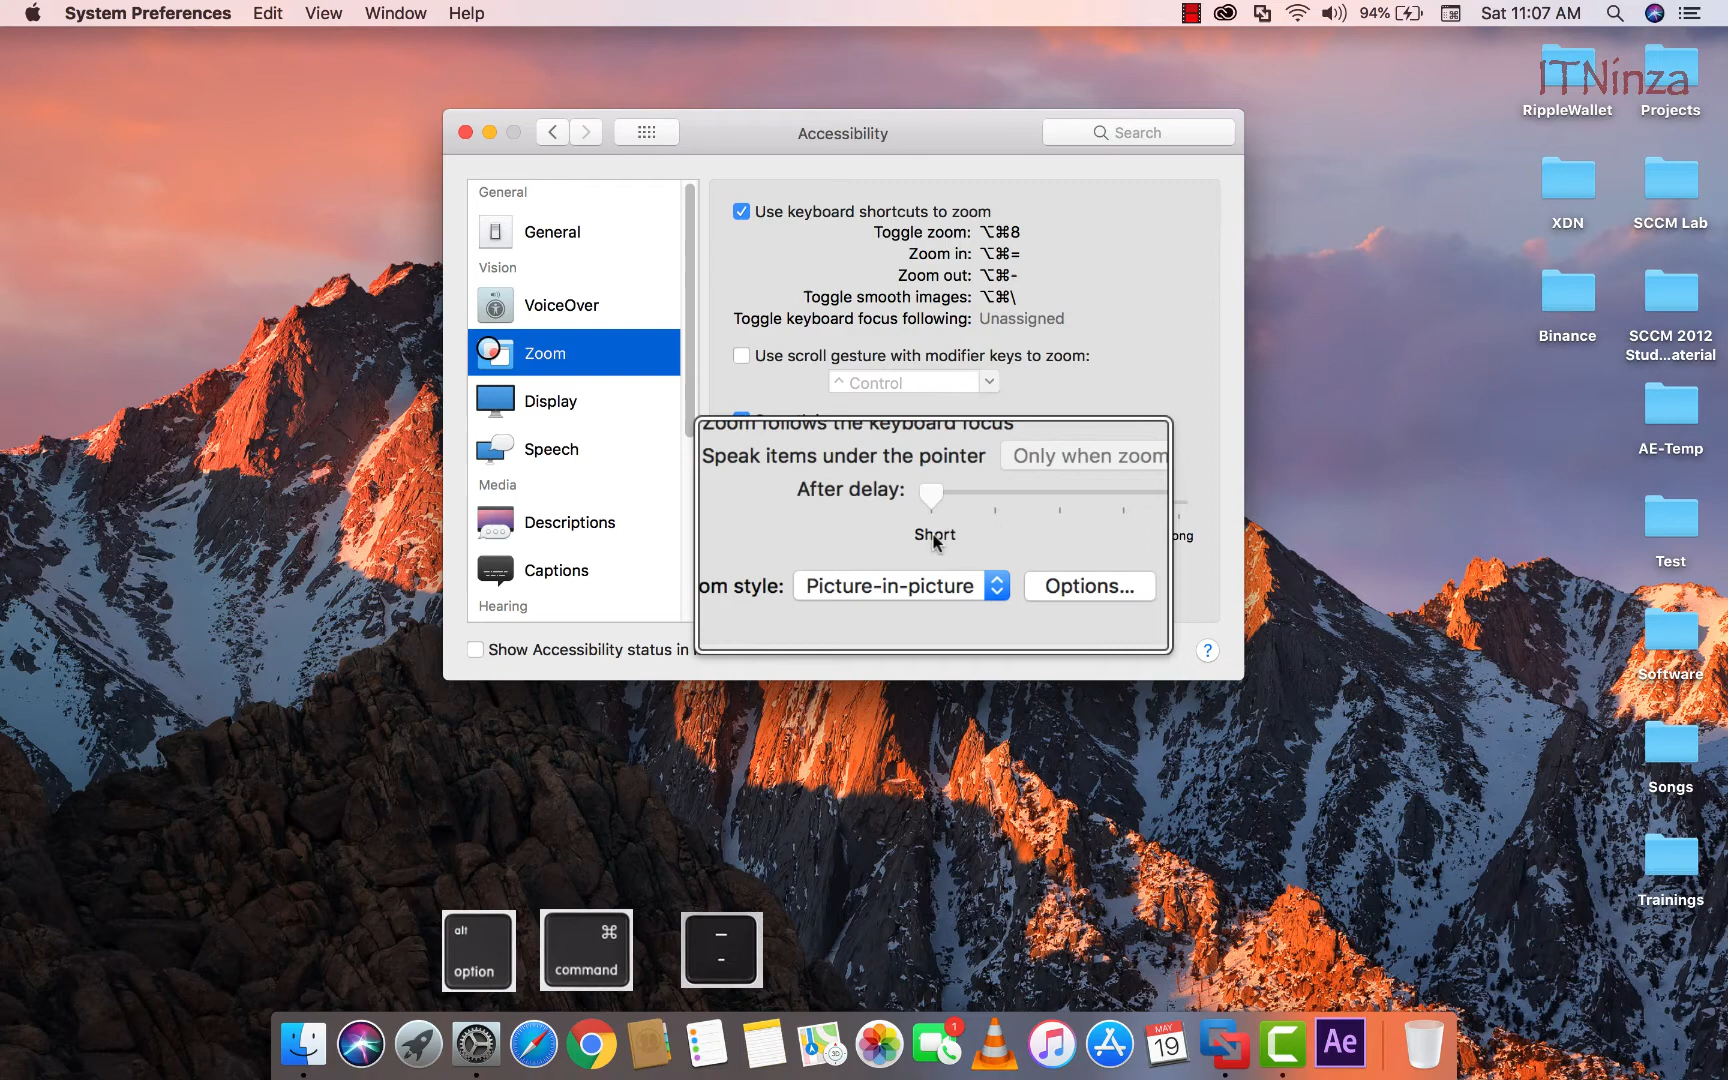 System Preferences Edit View Window Help 94% Sat 11:07 AM
ITNinza
RippleWallet Projects
XDN SCCM Lab
Binance SCCM 2012
Stud...aterial
AE-Temp
Test
Software
Songs
Trainings
Accessibility
Search
General
General
Vision
VoiceOver
Zoom
Display
Speech
Media
Descriptions
Captions
Hearing
Use keyboard shortcuts to zoom
Toggle zoom: ⌥⌘8
Zoom in: ⌥⌘=
Zoom out: ⌥⌘-
Toggle smooth images: ⌥⌘\
Toggle keyboard focus following: Unassigned
Use scroll gesture with modifier keys to zoom:
^ Control
Zoom follows the keyboard focus
Speak items under the pointer Only when zoom
After delay:
Short
ong
om style: Picture-in-picture Options...
Show Accessibility status in
?
alt
option
⌘
command
–
-
3D
1
MAY
19
Ae